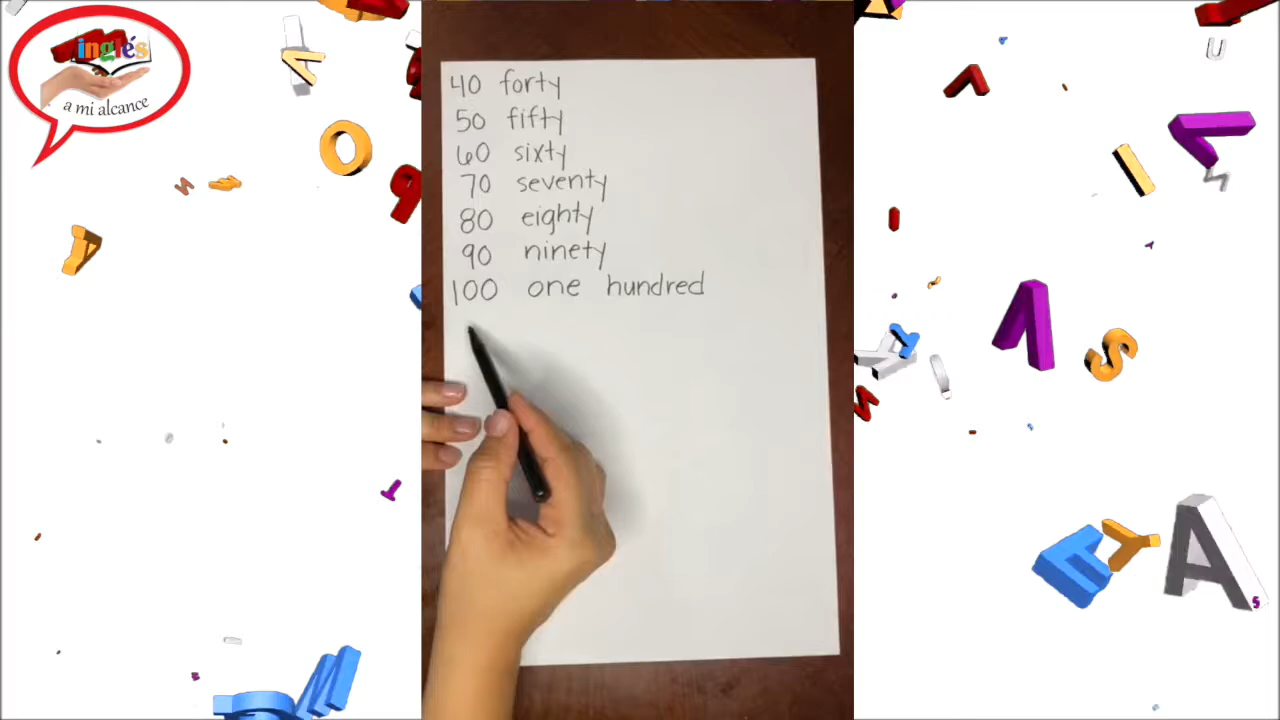 inglés
a mi alcance
40 forty
50 fifty
60 sixty
70 seventy
80 eighty
90 ninety
100 one hundred